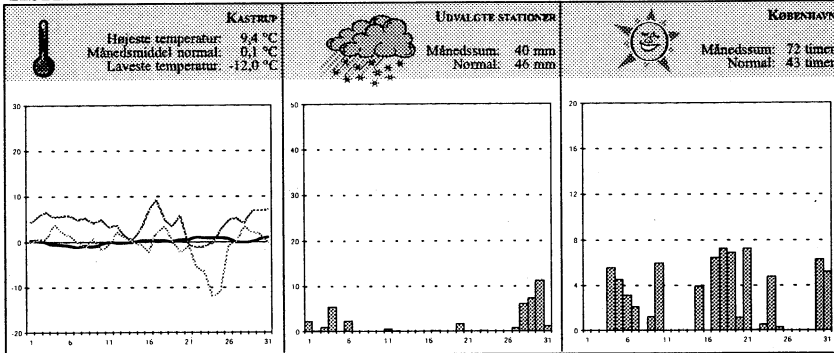 KASTRUP
Højeste temperatur: 9,4 °C
Månedsmiddel normal: 0,1 °C
Laveste temperatur: -12,0 °C
30
20
10
0
-10
-20
1 6 11 16 21 26 31
UDVALGTE STATIONER
Månedssum: 40 mm
Normal: 46 mm
50
40
30
20
10
0
1 6 11 16 21 26 31
KØBENHAVN
Månedssum: 72 timer
Normal: 43 timer
20
16
12
8
4
0
1 6 11 16 21 26 31